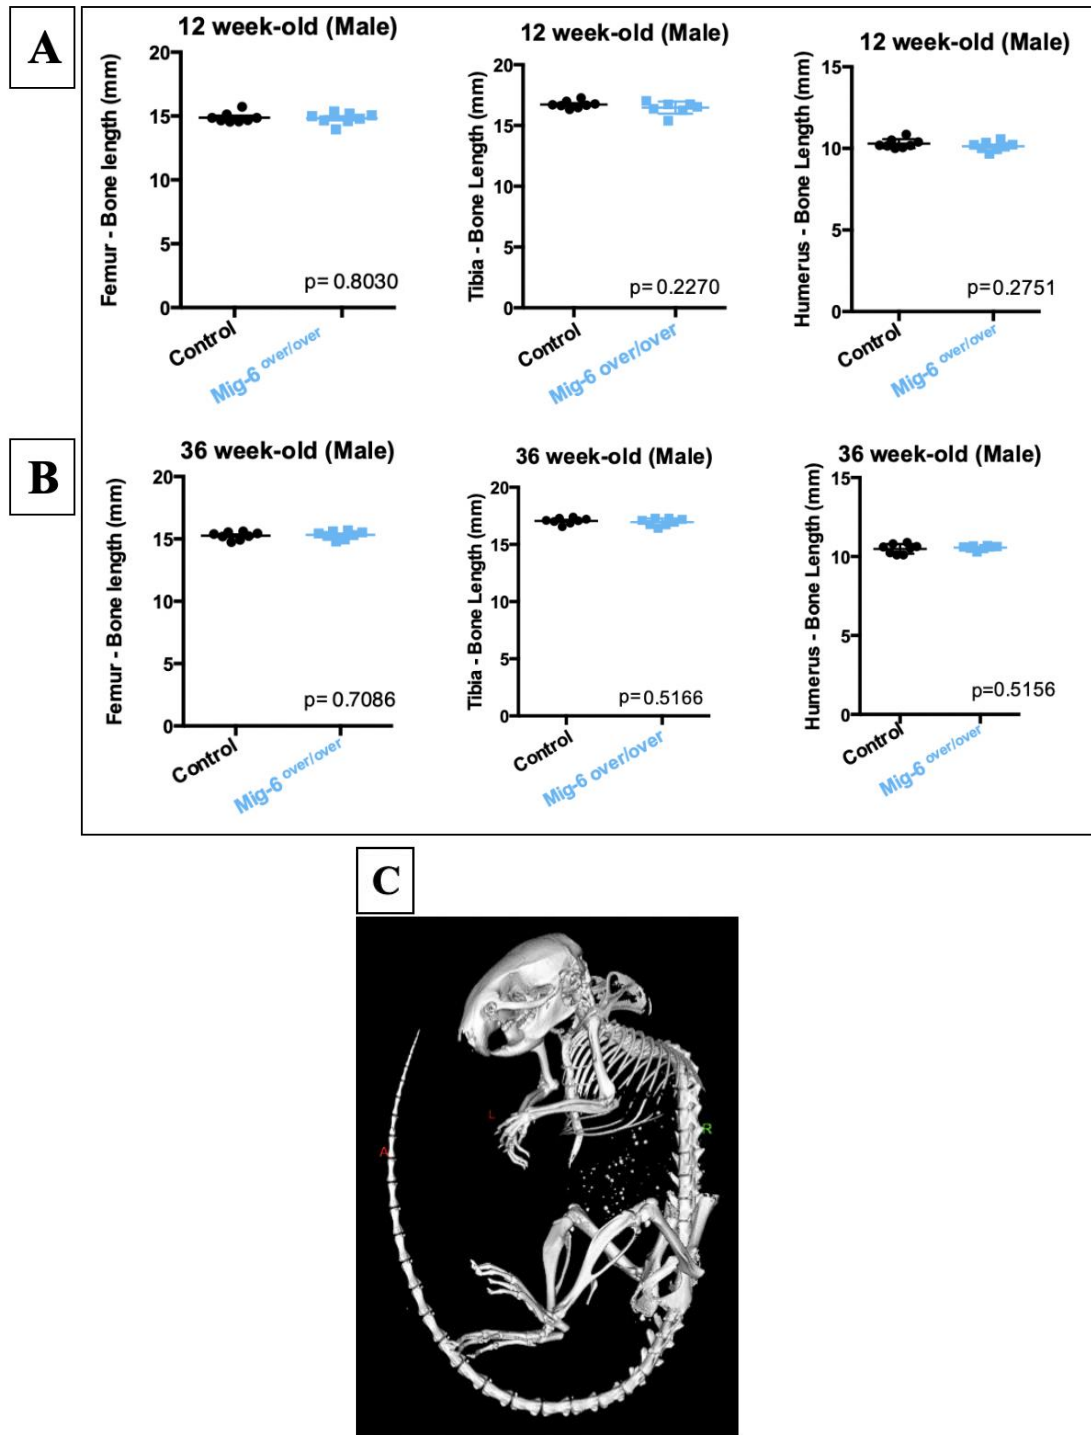 A
12 week-old (Male)
Femur - Bone length (mm)
20
15
10
5
0
p= 0.8030
Control
Mig-6 over/over
12 week-old (Male)
Tibia - Bone Length (mm)
20
15
10
5
0
p= 0.2270
Control
Mig-6 over/over
12 week-old (Male)
Humerus - Bone Length (mm)
15
10
5
0
p=0.2751
Control
Mig-6 over/over
B
36 week-old (Male)
Femur - Bone length (mm)
20
15
10
5
0
p= 0.7086
Control
Mig-6 over/over
36 week-old (Male)
Tibia - Bone Length (mm)
20
15
10
5
0
p=0.5166
Control
Mig-6 over/over
36 week-old (Male)
Humerus - Bone Length (mm)
15
10
5
0
p=0.5156
Control
Mig-6 over/over
C
L
R
A